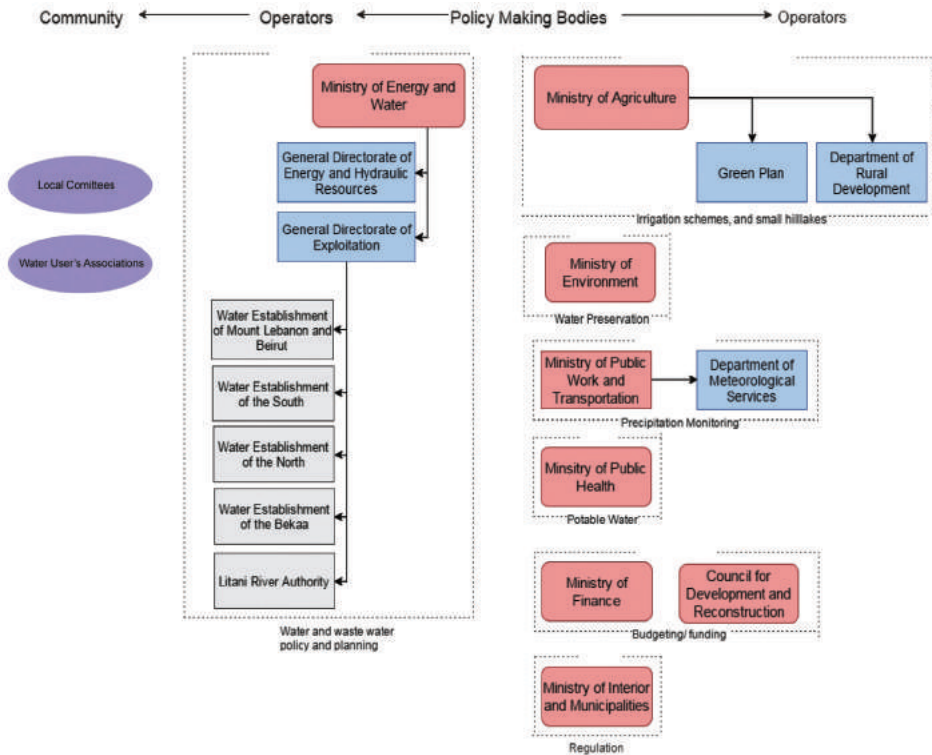 Community
Operators
Policy Making Bodies
Operators
Ministry of Energy and
Water
General Directorate of
Energy and Hydraulic
Resources
General Directorate of
Exploitation
Local Comittees
Water User's Associations
Water Establishment
of Mount Lebanon and
Beirut
Water Establishment
of the South
Water Establishment
of the North
Water Establishment
of the Bekaa
Litani River Authority
Water and waste water
policy and planning
Ministry of Agriculture
Green Plan
Department of
Rural Development
Irrigation schemes, and small hilllakes
Ministry of
Environment
Water Preservation
Ministry of Public
Work and
Transportation
Department of
Meteorological
Services
Precipitation Monitoring
Minsitry of Public
Health
Potable Water
Ministry of
Finance
Council for
Development and
Reconstruction
Budgeting/ funding
Ministry of Interior
and Municipalities
Regulation